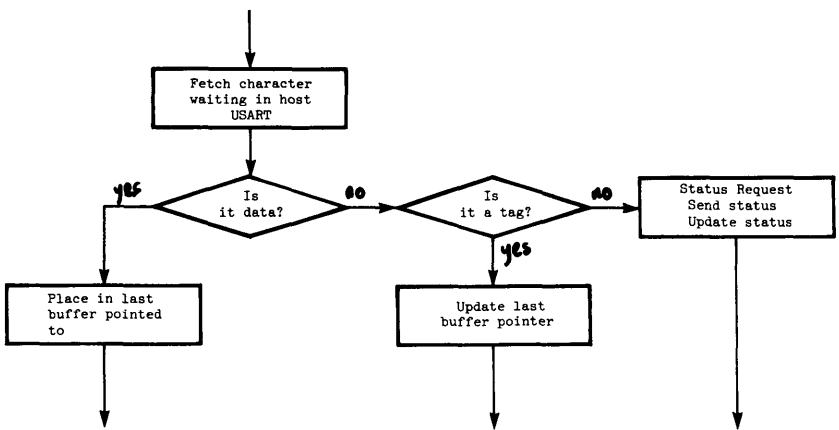 Fetch character
waiting in host
USART
yes
Is
it data?
no
Is
it a tag?
no
Status Request
Send status
Update status
yes
Place in last
buffer pointed
to
Update last
buffer pointer